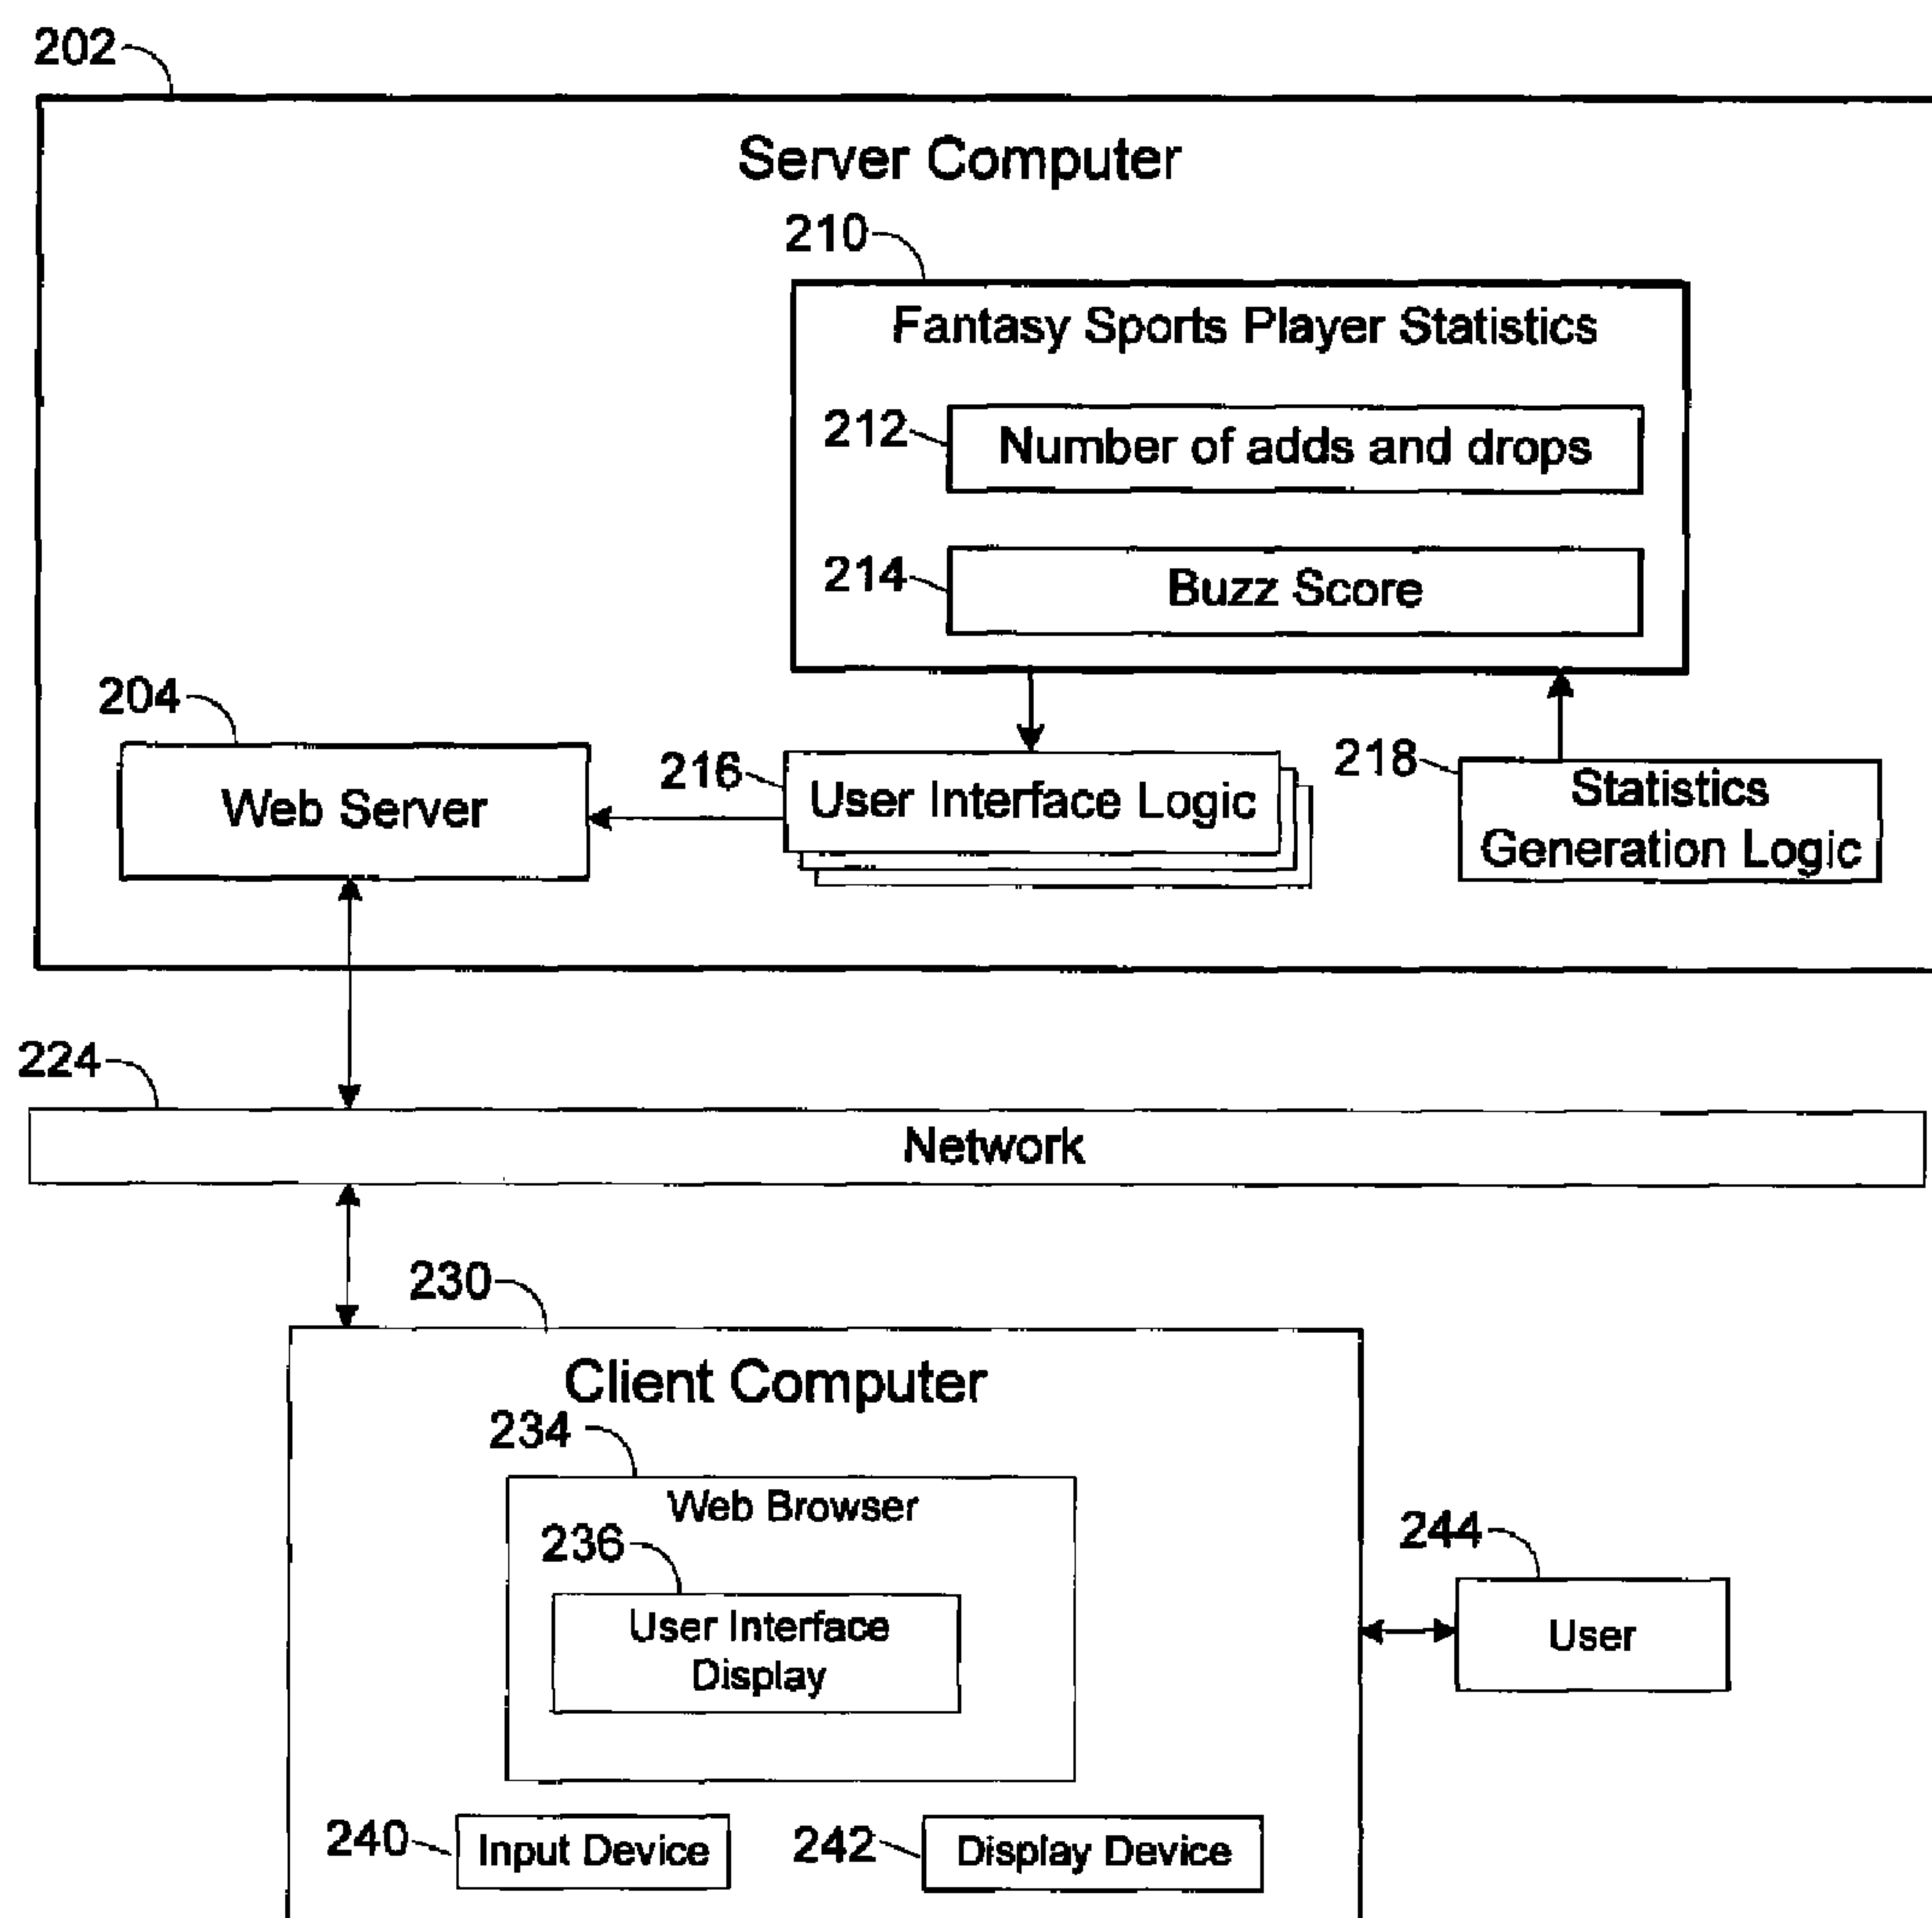 202
Server Computer
210
Fantasy Sports Player Statistics
212
Number of adds and drops
214
Buzz Score
204
Web Server
216
User Interface Logic
218
Statistics
Generation Logic
224
Network
230
Client Computer
234
Web Browser
236
User Interface
Display
244
User
240
Input Device
242
Display Device